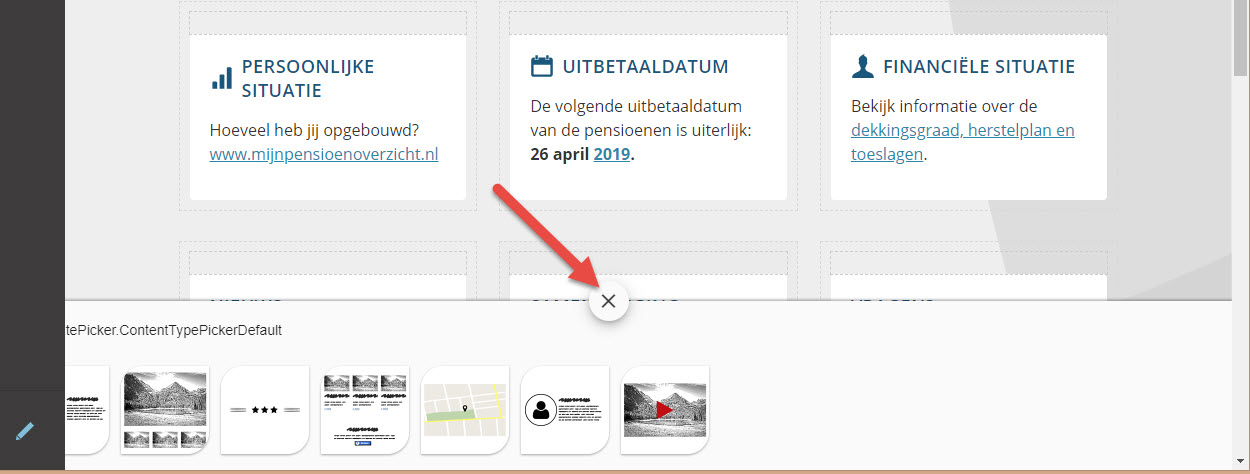 PERSOONLIJKE
SITUATIE
Hoeveel heb jij opgebouwd?
www.mijnpensioenoverzicht.nl
UITBETAALDATUM
De volgende uitbetaaldatum
van de pensioenen is uiterlijk:
26 april 2019.
FINANCIËLE SITUATIE
Bekijk informatie over de
dekkingsgraad, herstelplan en
toeslagen.
tePicker.ContentTypePickerDefault